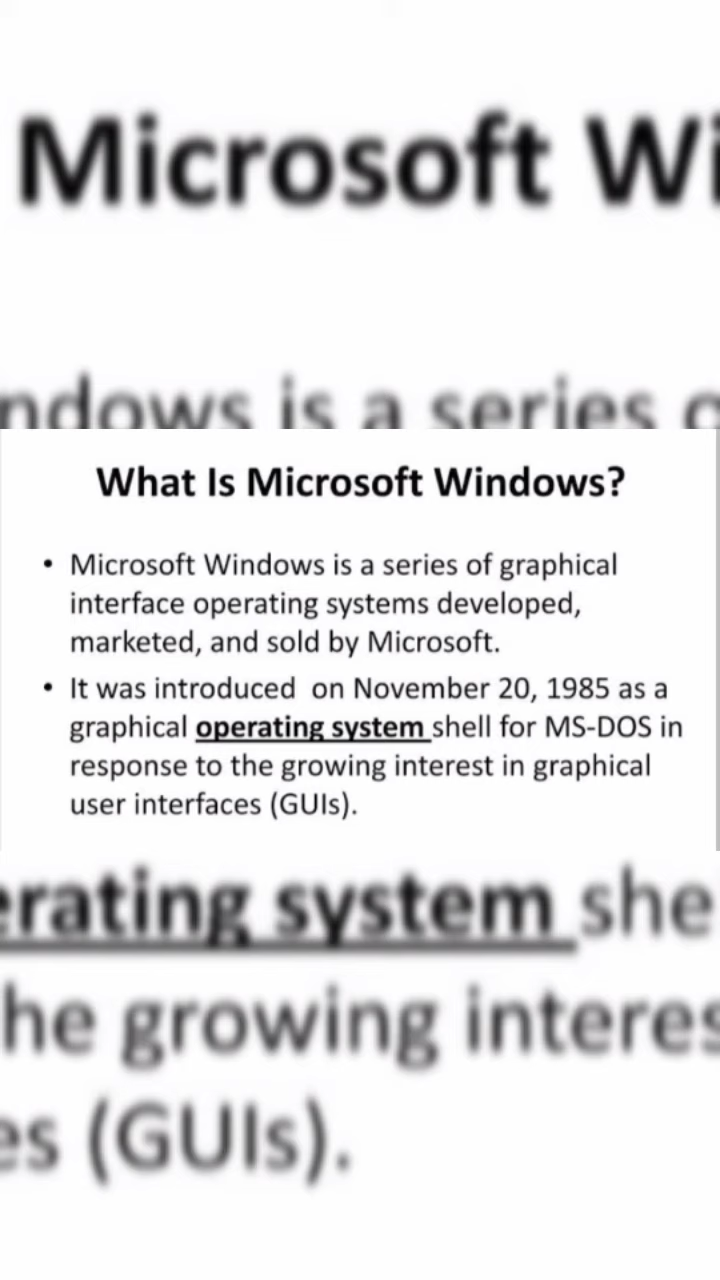 Microsoft Wi
ndows is a series o
What Is Microsoft Windows?
• Microsoft Windows is a series of graphical
interface operating systems developed,
marketed, and sold by Microsoft.
• It was introduced on November 20, 1985 as a
graphical operating system shell for MS-DOS in
response to the growing interest in graphical
user interfaces (GUIs).
erating system she
he growing interes
es (GUIs).